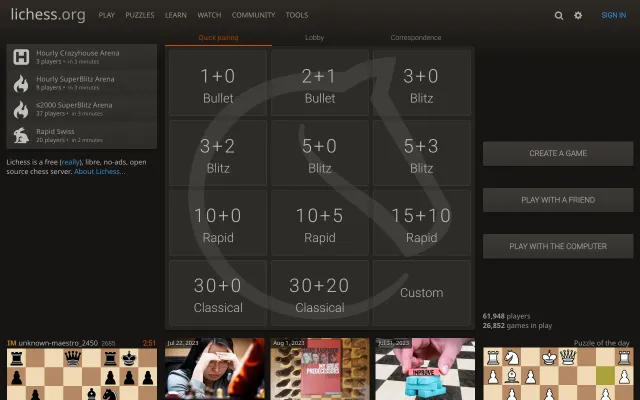 lichess.org PLAY PUZZLES LEARN WATCH COMMUNITY TOOLS SIGN IN
Quick pairing Lobby Correspondence
Hourly Crazyhouse Arena
3 players • in 3 minutes
Hourly SuperBlitz Arena
9 players • in 3 minutes
≤2000 SuperBlitz Arena
37 players • in 3 minutes
Rapid Swiss
20 players • in 2 minutes
Lichess is a free (really), libre, no-ads, open
source chess server. About Lichess...
1+0
Bullet
2+1
Bullet
3+0
Blitz
3+2
Blitz
5+0
Blitz
5+3
Blitz
10+0
Rapid
10+5
Rapid
15+10
Rapid
30+0
Classical
30+20
Classical
Custom
CREATE A GAME
PLAY WITH A FRIEND
PLAY WITH THE COMPUTER
61,948 players
26,852 games in play
IM unknown-maestro_2450 2685 2:51
Jul 22, 2023
Aug 1, 2023
Jul 31, 2023
GREAT
PREDECESSORS
IMPROVE
Puzzle of the day